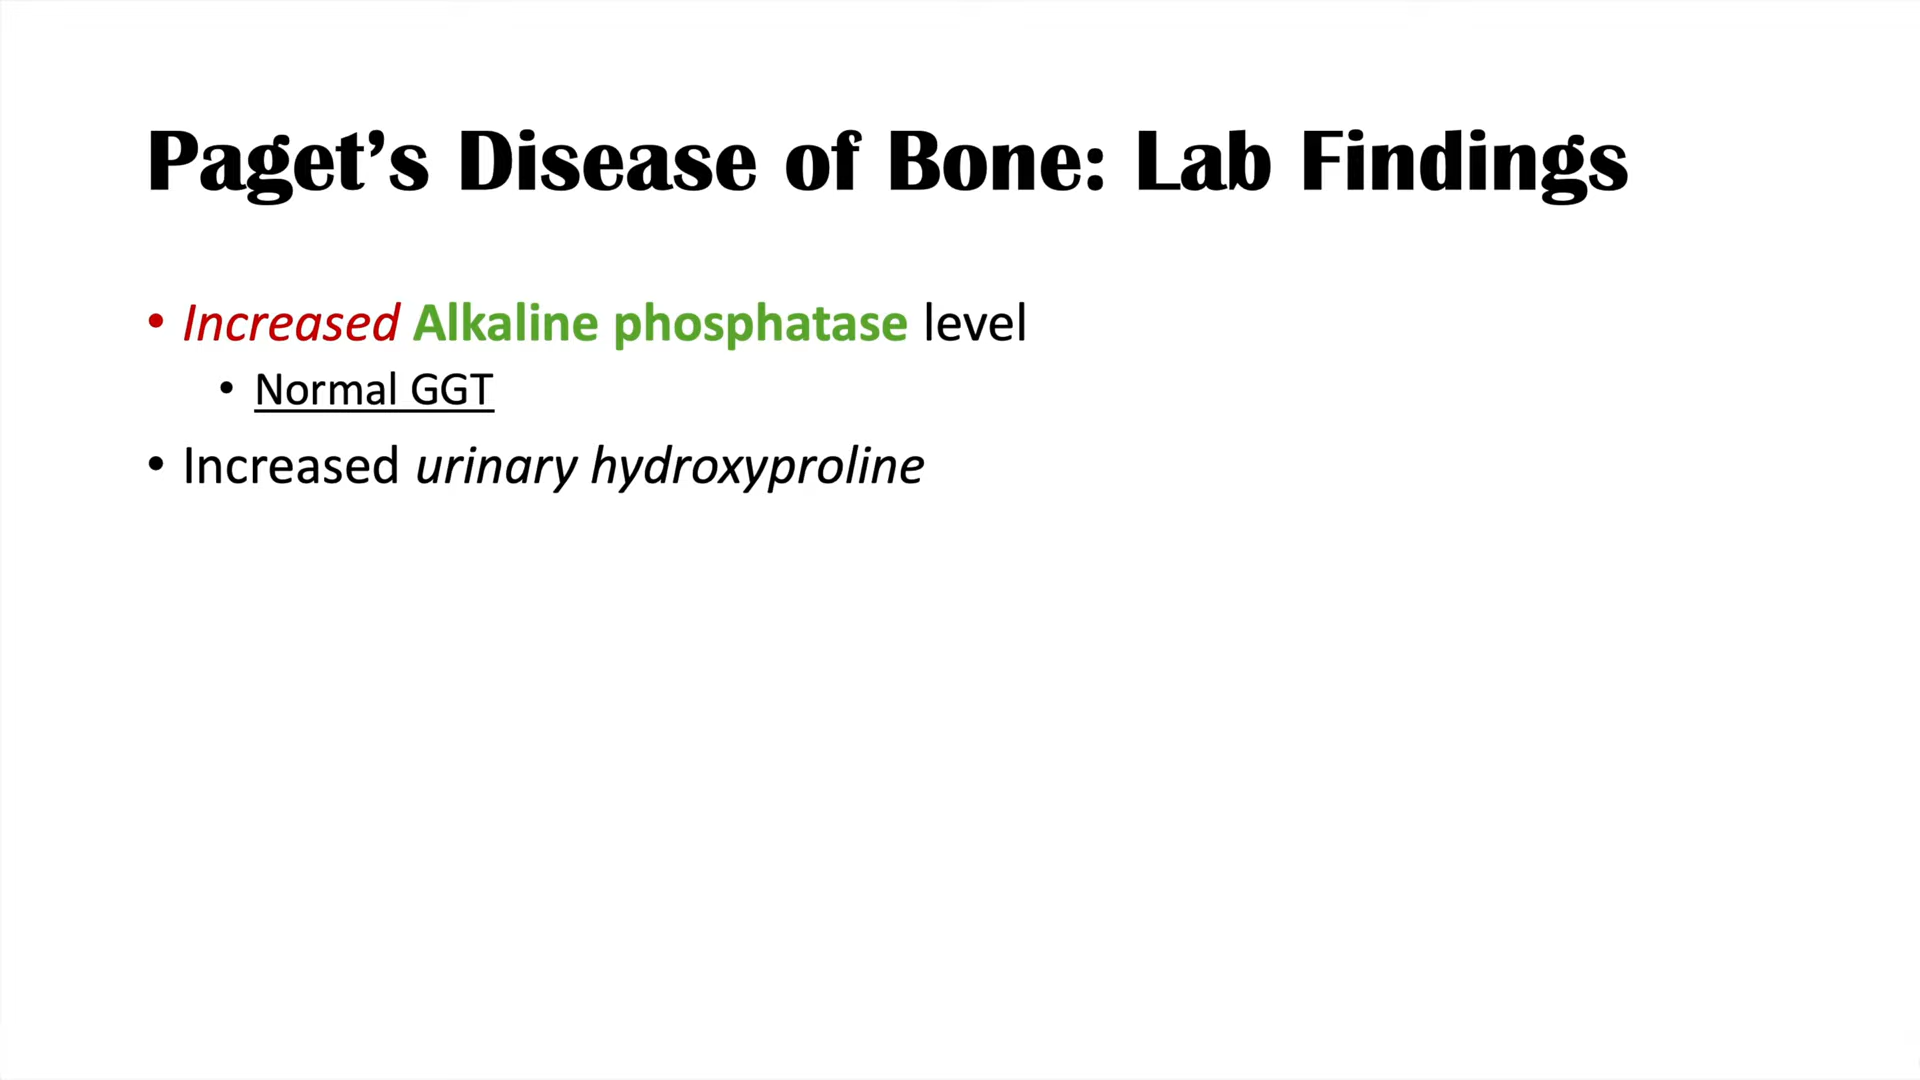 Paget’s Disease of Bone: Lab Findings
• Increased Alkaline phosphatase level
• Normal GGT
• Increased urinary hydroxyproline